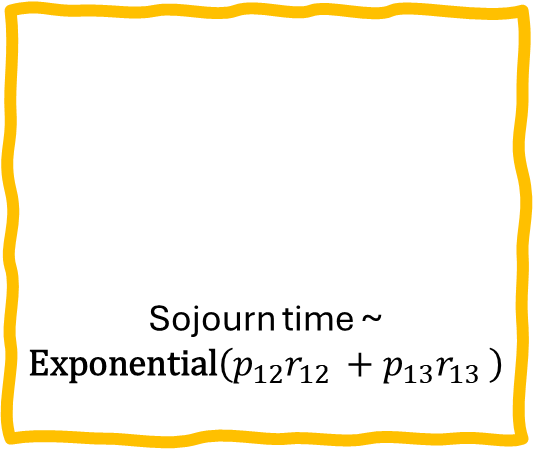 Sojourn time ~
Exponential(𝑝₁₂𝑟₁₂ + 𝑝₁₃𝑟₁₃ )